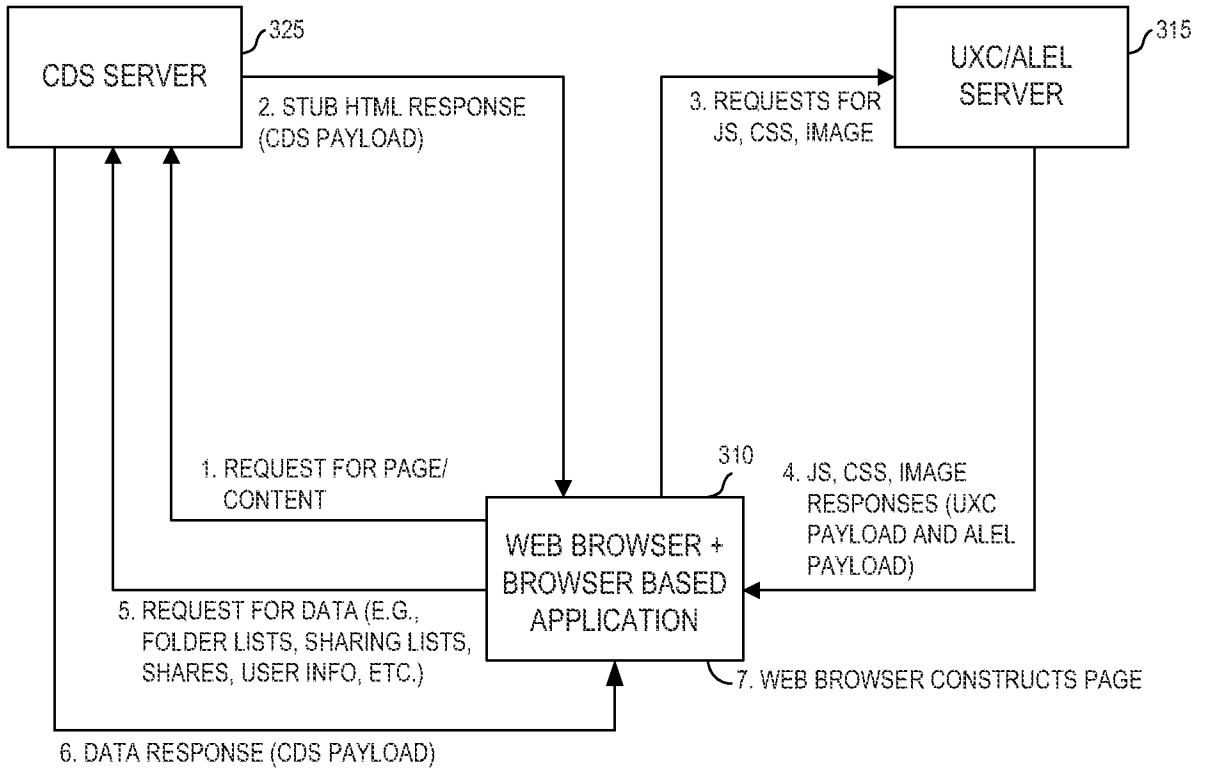 325
CDS SERVER
2. STUB HTML RESPONSE
(CDS PAYLOAD)
315
UXC/ALEL
SERVER
3. REQUESTS FOR
JS, CSS, IMAGE
1. REQUEST FOR PAGE/
CONTENT
310
WEB BROWSER +
BROWSER BASED
APPLICATION
4. JS, CSS, IMAGE
RESPONSES (UXC
PAYLOAD AND ALEL
PAYLOAD)
5. REQUEST FOR DATA (E.G.,
FOLDER LISTS, SHARING LISTS,
SHARES, USER INFO, ETC.)
7. WEB BROWSER CONSTRUCTS PAGE
6. DATA RESPONSE (CDS PAYLOAD)